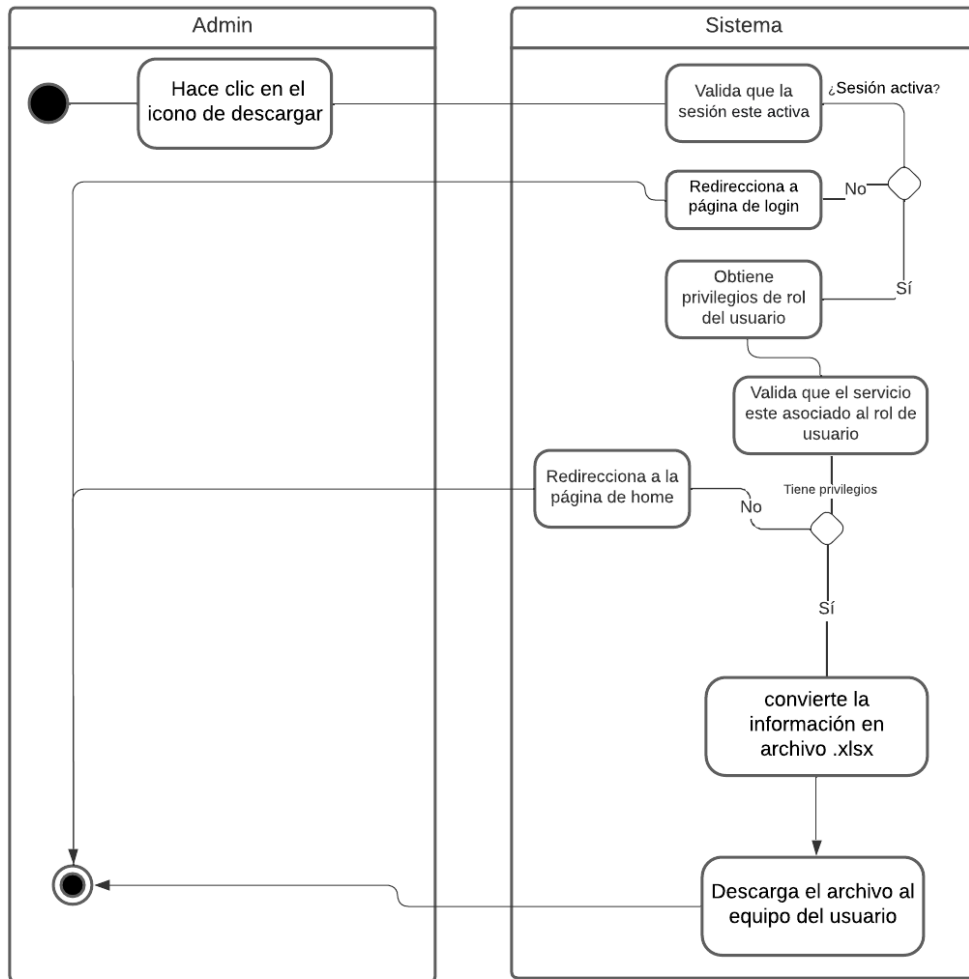 Admin
Sistema
Hace clic en el
icono de descargar
Valida que la
sesión este activa
¿Sesión activa?
Redirecciona a
página de login
No
Obtiene
privilegios de rol
del usuario
Sí
Valida que el servicio
este asociado al rol de
usuario
Redirecciona a la
página de home
Tiene privilegios
No
Sí
convierte la
información en
archivo .xlsx
Descarga el archivo al
equipo del usuario